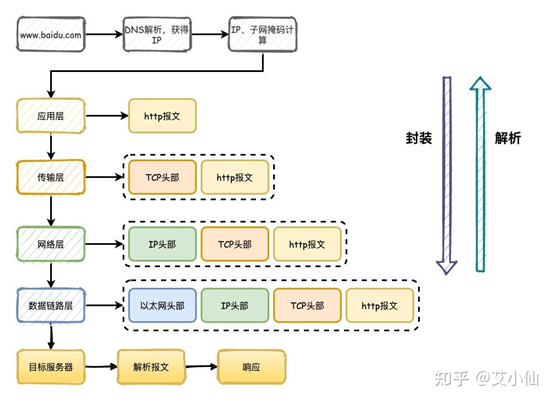 www.baidu.com
DNS解析，获得
IP
IP、子网掩码计
算
应用层
http报文
封装
解析
传输层
TCP头部
http报文
网络层
IP头部
TCP头部
http报文
数据链路层
以太网头部
IP头部
TCP头部
http报文
目标服务器
解析报文
响应
知乎 @艾小仙